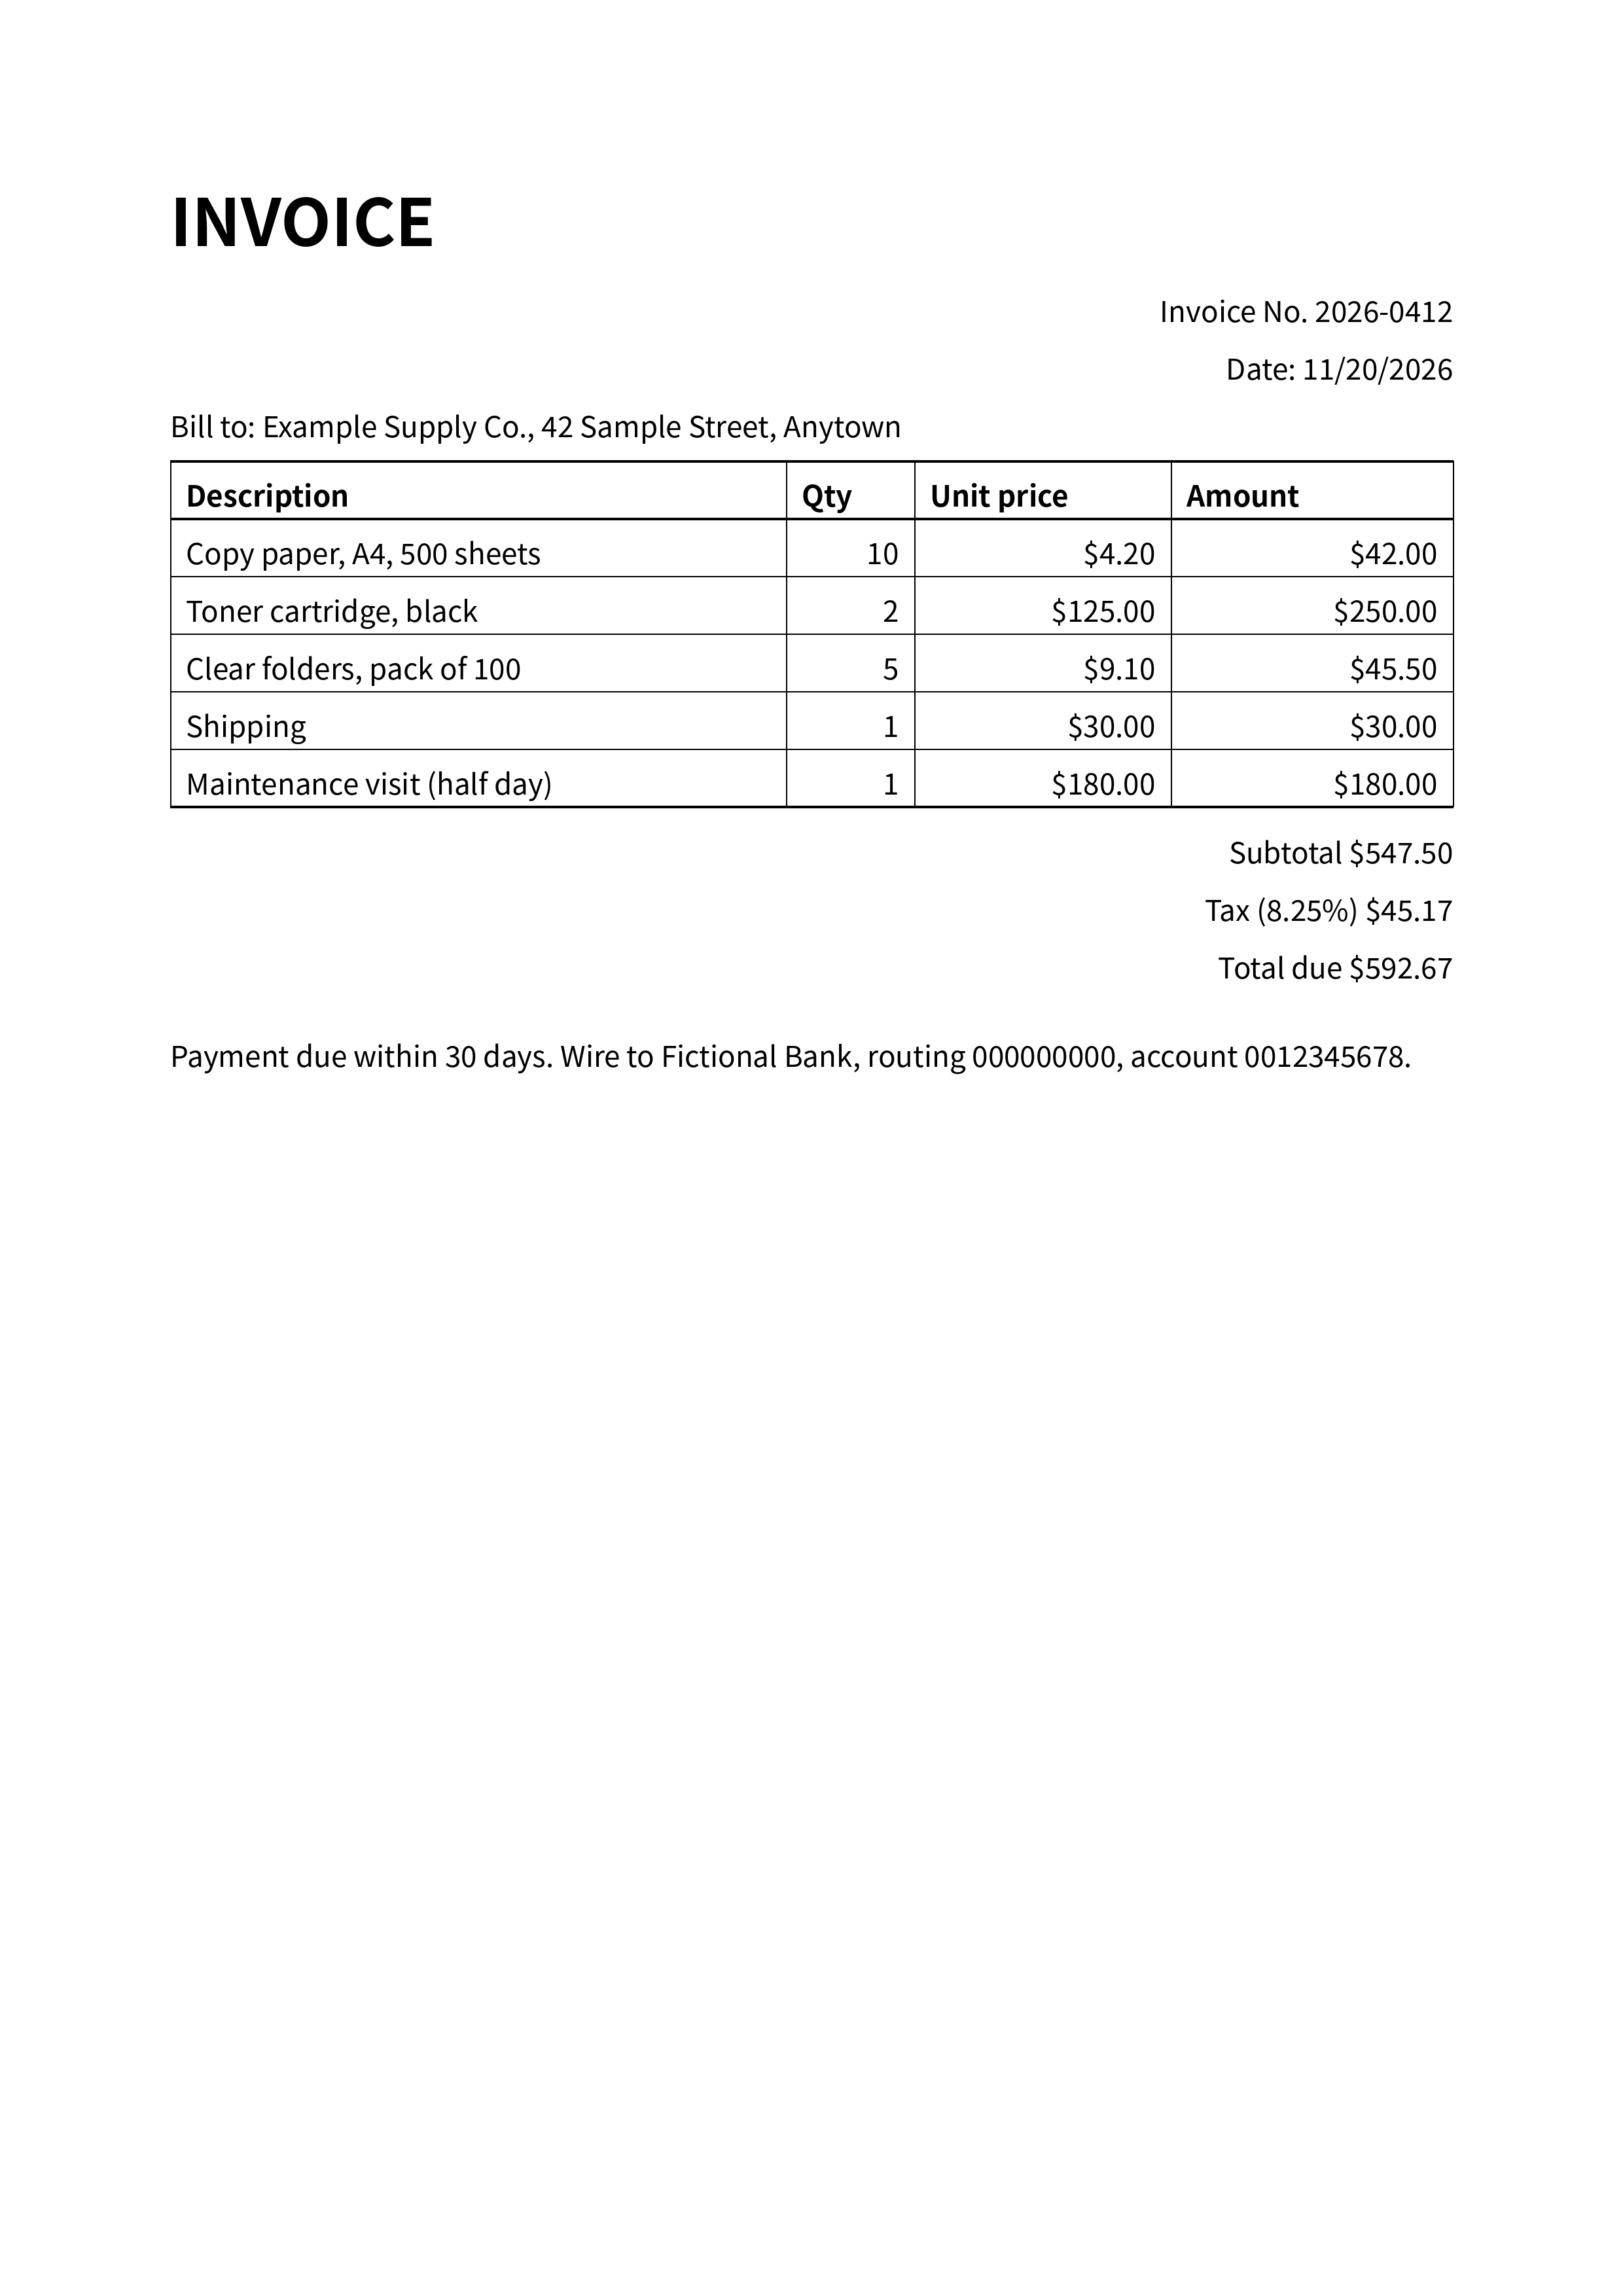 INVOICE
Invoice No. 2026-0412
Date: 11/20/2026
Bill to: Example Supply Co., 42 Sample Street, Anytown
Description Qty Unit price Amount
Copy paper, A4, 500 sheets 10 $4.20 $42.00
Toner cartridge, black 2 $125.00 $250.00
Clear folders, pack of 100 5 $9.10 $45.50
Shipping 1 $30.00 $30.00
Maintenance visit (half day) 1 $180.00 $180.00
Subtotal $547.50
Tax (8.25%) $45.17
Total due $592.67
Payment due within 30 days. Wire to Fictional Bank, routing 000000000, account 0012345678.